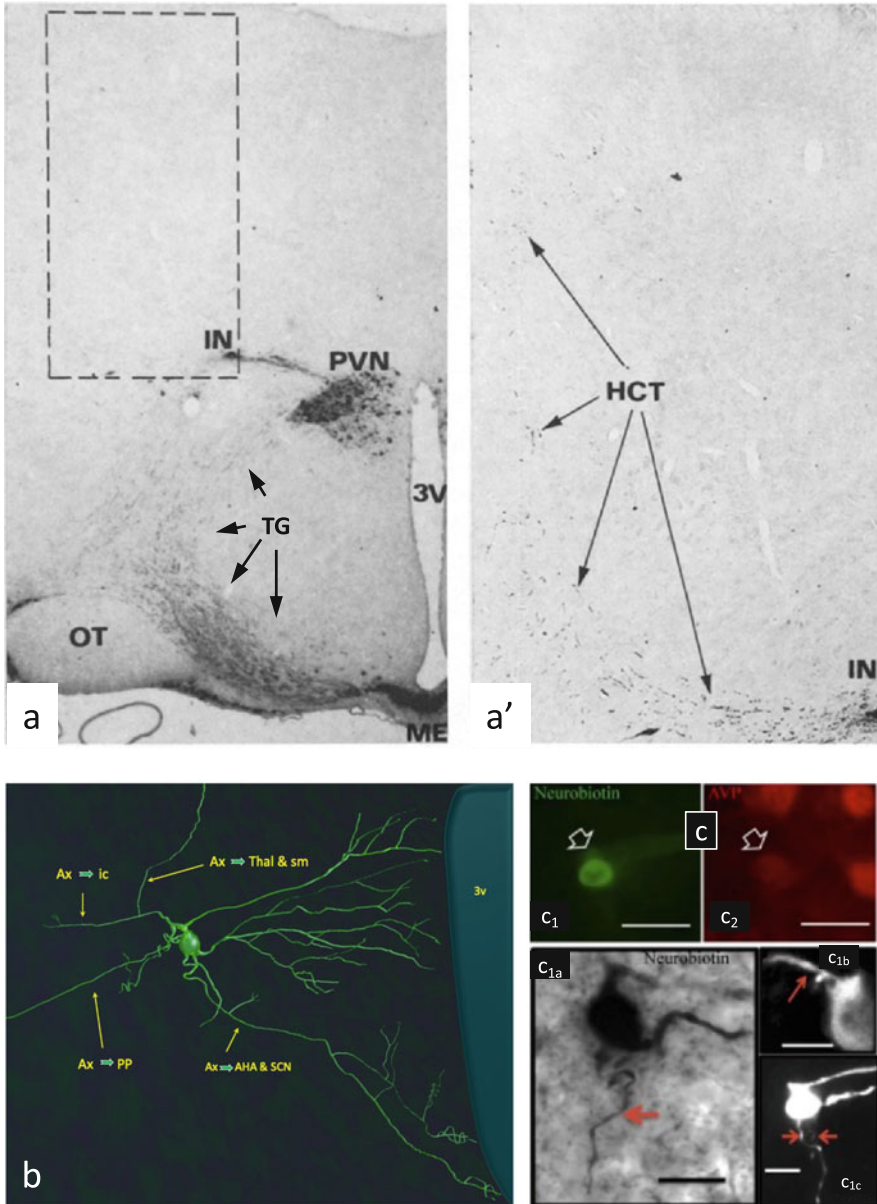 IN
PVN
3V
TG
OT
ME
a
HCT
IN
a’
Ax ⇨ Thal & sm
Ax ⇨ ic
3v
Ax ⇨ PP
Ax ⇨ AHA & SCN
b
Neurobiotin
AVP
c
c1
c2
c1a
Neurobiotin
c1b
c1c